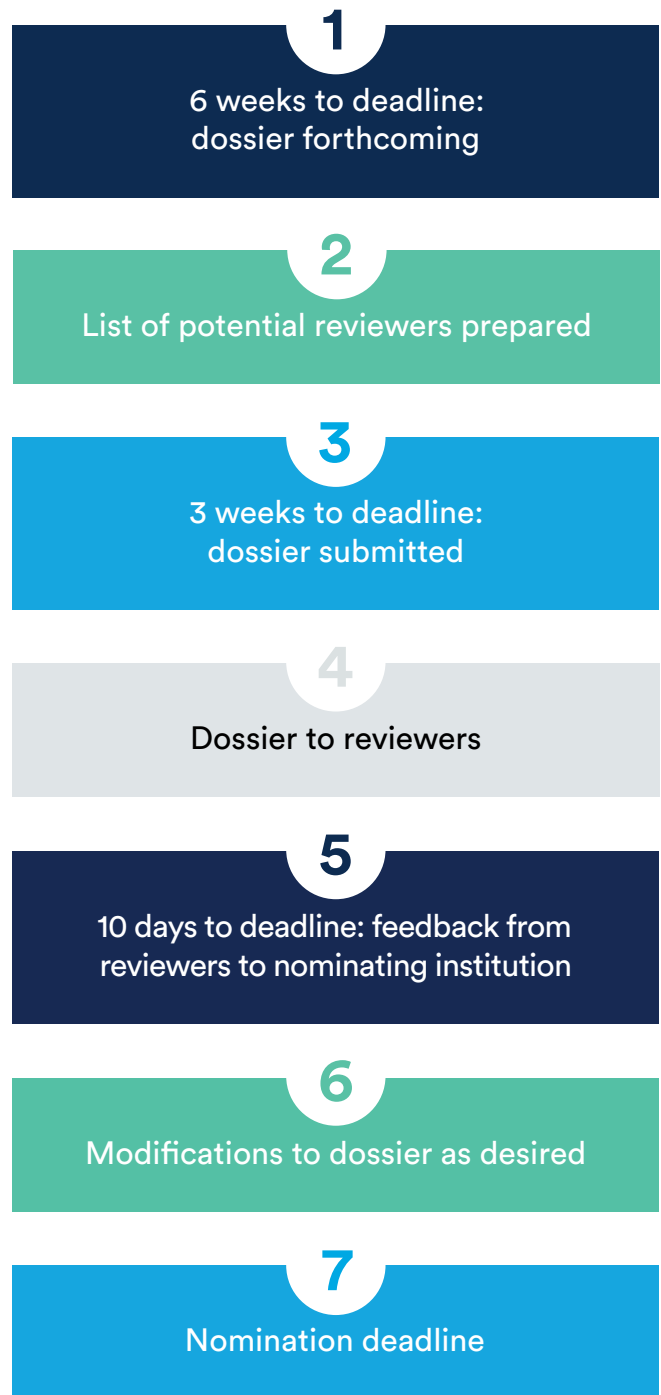 1
6 weeks to deadline:
dossier forthcoming
2
List of potential reviewers prepared
3
3 weeks to deadline:
dossier submitted
4
Dossier to reviewers
5
10 days to deadline: feedback from
reviewers to nominating institution
6
Modifications to dossier as desired
7
Nomination deadline